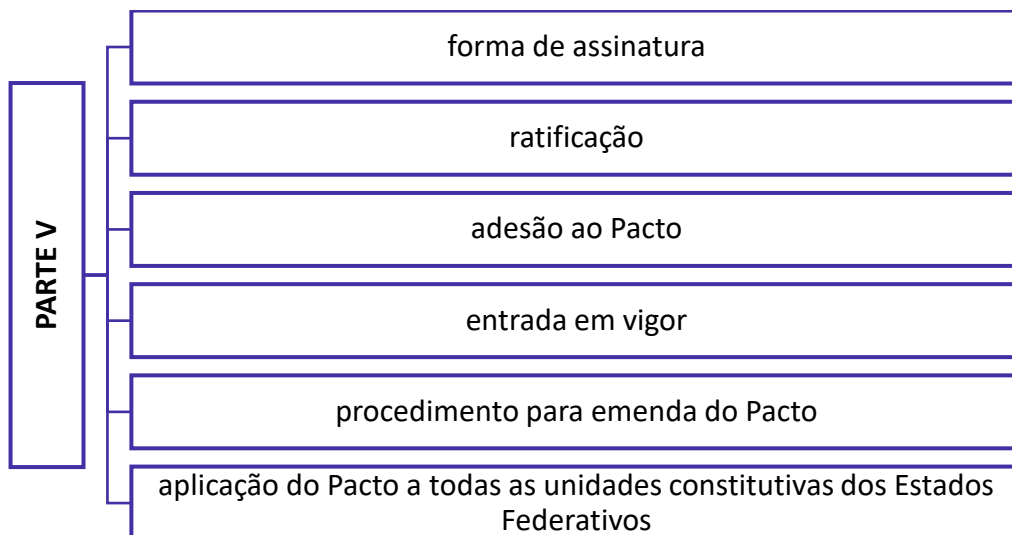 PARTE V
forma de assinatura
ratificação
adesão ao Pacto
entrada em vigor
procedimento para emenda do Pacto
aplicação do Pacto a todas as unidades constitutivas dos Estados
Federativos